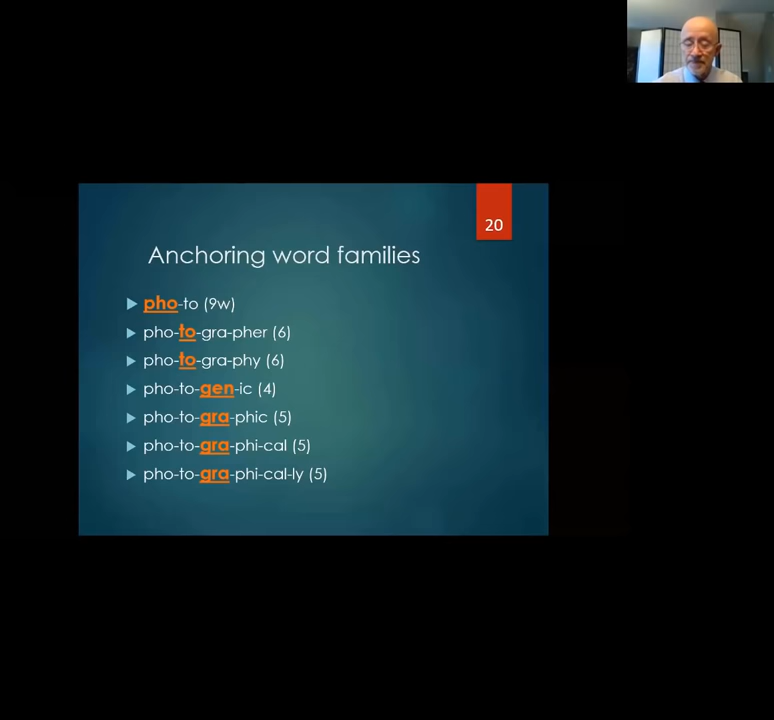 20
Anchoring word families
pho-to (9w)
pho-to-gra-pher (6)
pho-to-gra-phy (6)
pho-to-gen-ic (4)
pho-to-gra-phic (5)
pho-to-gra-phi-cal (5)
pho-to-gra-phi-cal-ly (5)